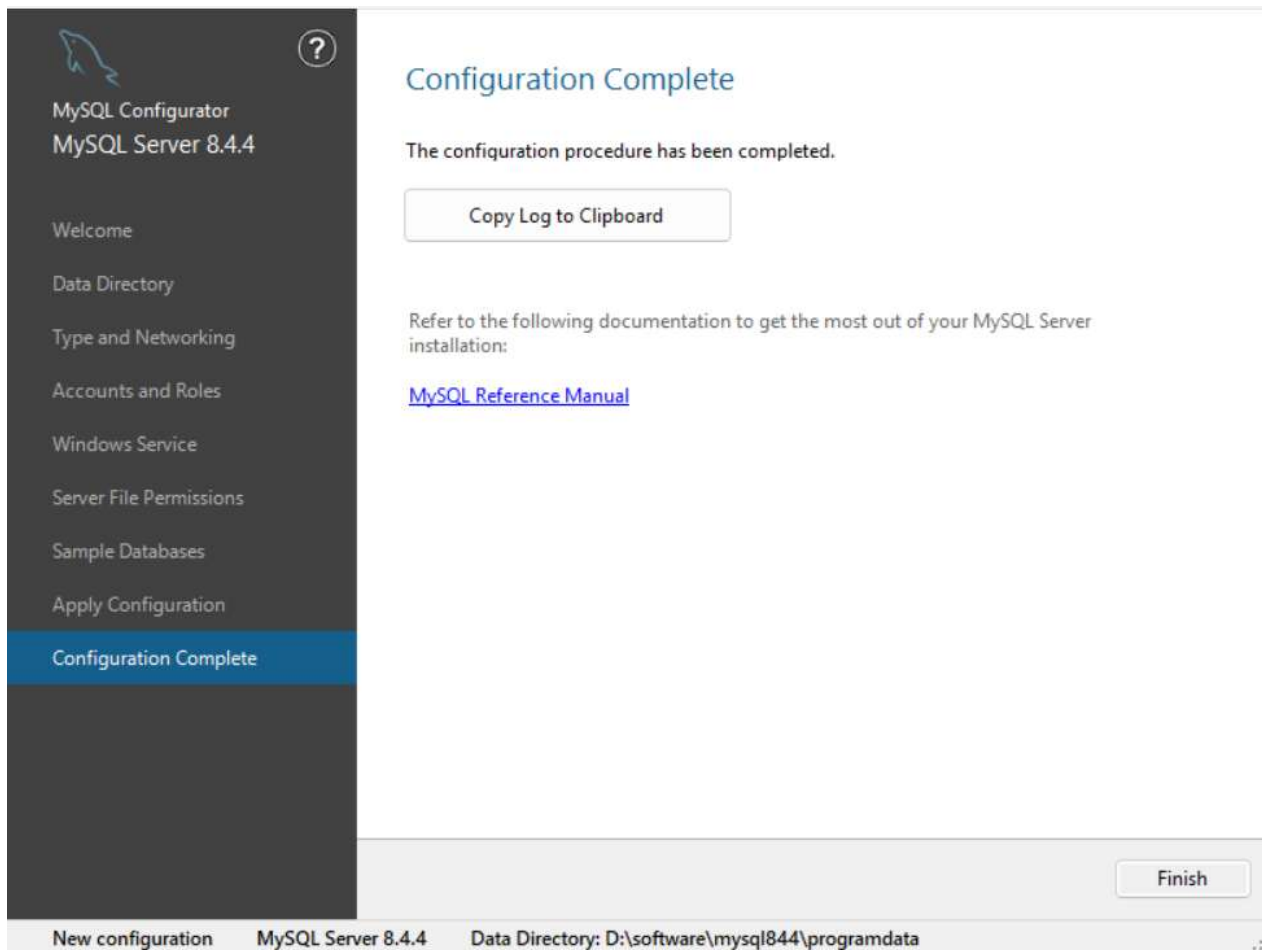 ?
MySQL Configurator
MySQL Server 8.4.4
Welcome
Data Directory
Type and Networking
Accounts and Roles
Windows Service
Server File Permissions
Sample Databases
Apply Configuration
Configuration Complete
Configuration Complete
The configuration procedure has been completed.
Copy Log to Clipboard
Refer to the following documentation to get the most out of your MySQL Server
installation:
MySQL Reference Manual
Finish
New configuration MySQL Server 8.4.4 Data Directory: D:\software\mysql844\programdata